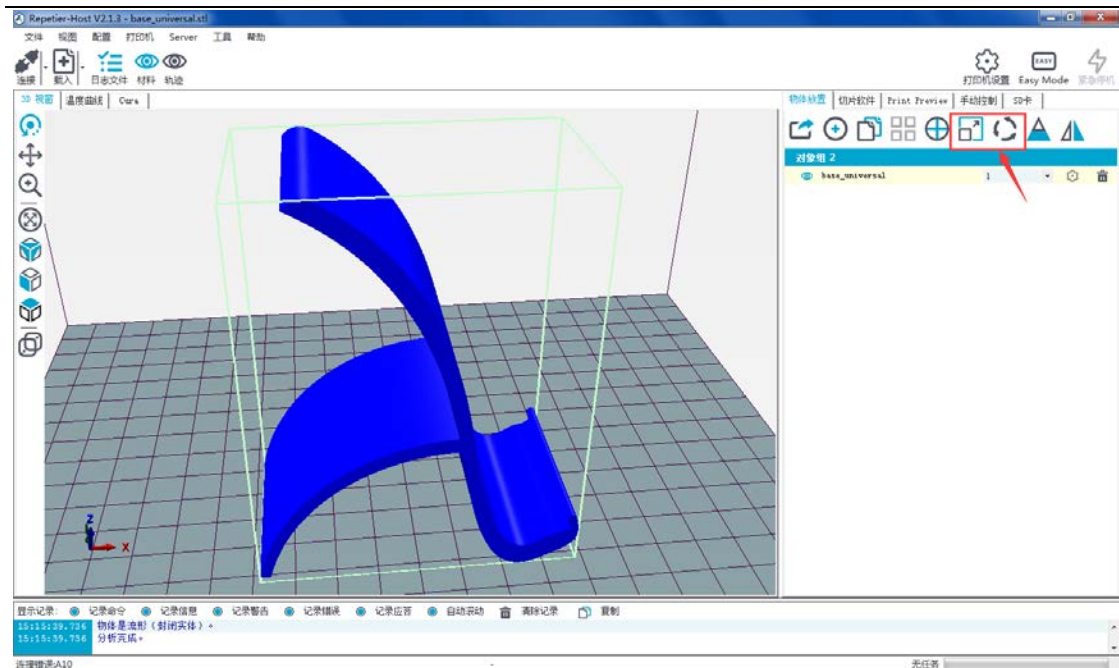 Repetier-Host V2.1.3 - base_universal.stl
文件 视图 配置 打印机 Server 工具 帮助
连接 载入 日志文件 材料 轨迹 打印机设置 Easy Mode 紧急停机
EASY
3D 视窗 温度曲线 Cura 物体放置 切片软件 Print Preview 手动控制 SD卡
对象组 2
base_universal 1
Z
X
显示记录: 记录命令 记录信息 记录警告 记录错误 记录应答 自动滚动 清除记录 复制
15:15:39.736 物体是流形(封闭实体)。
15:15:39.736 分析完成。
连接错误:A10 - 无任务